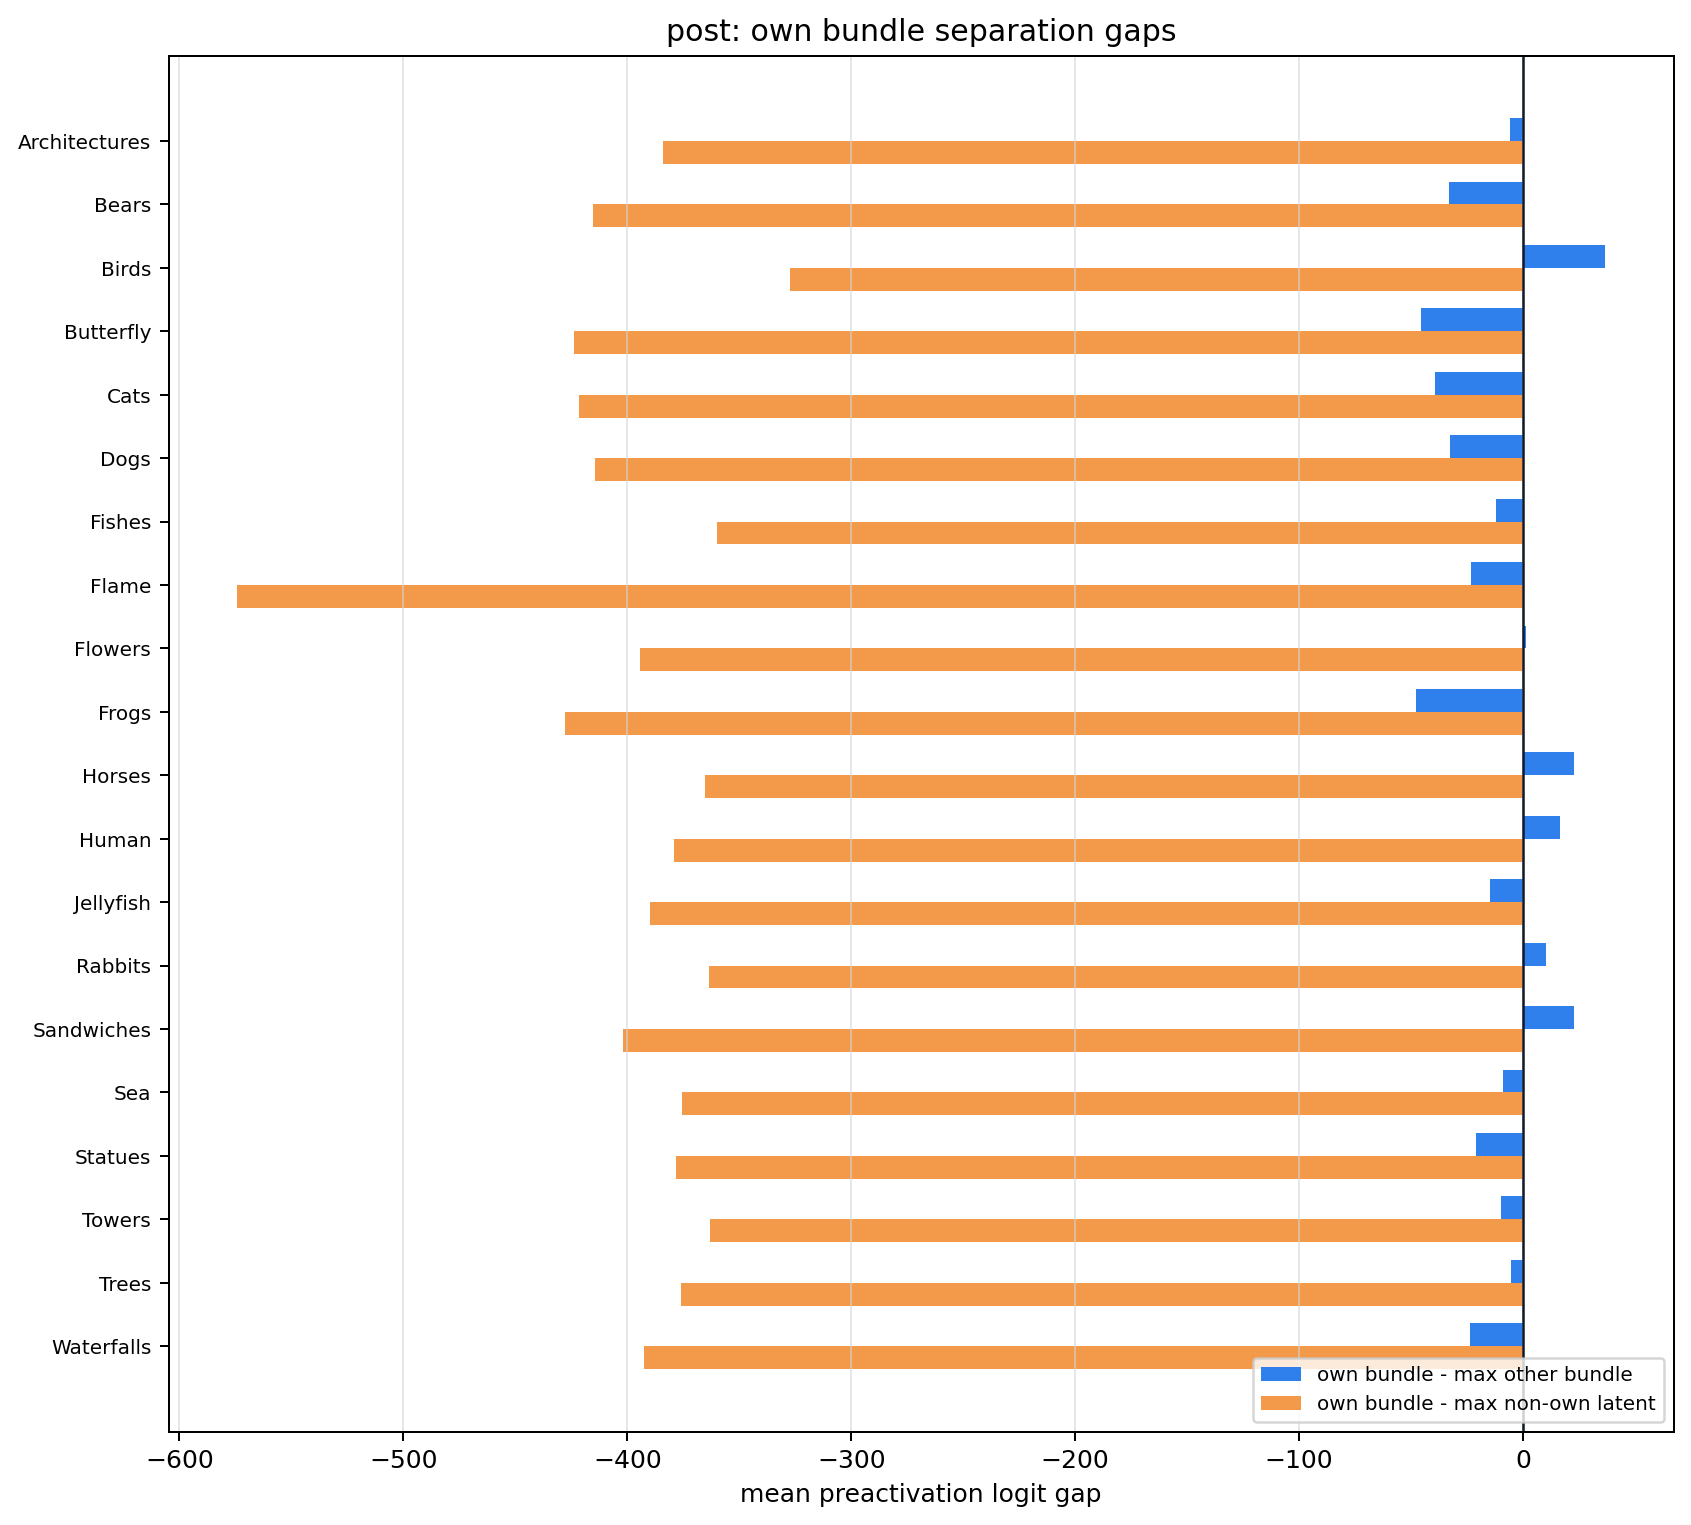 post: own bundle separation gaps
Architectures
Bears
Birds
Butterfly
Cats
Dogs
Fishes
Flame
Flowers
Frogs
Horses
Human
Jellyfish
Rabbits
Sandwiches
Sea
Statues
Towers
Trees
Waterfalls
own bundle - max other bundle
own bundle - max non-own latent
−600 −500 −400 −300 −200 −100 0
mean preactivation logit gap